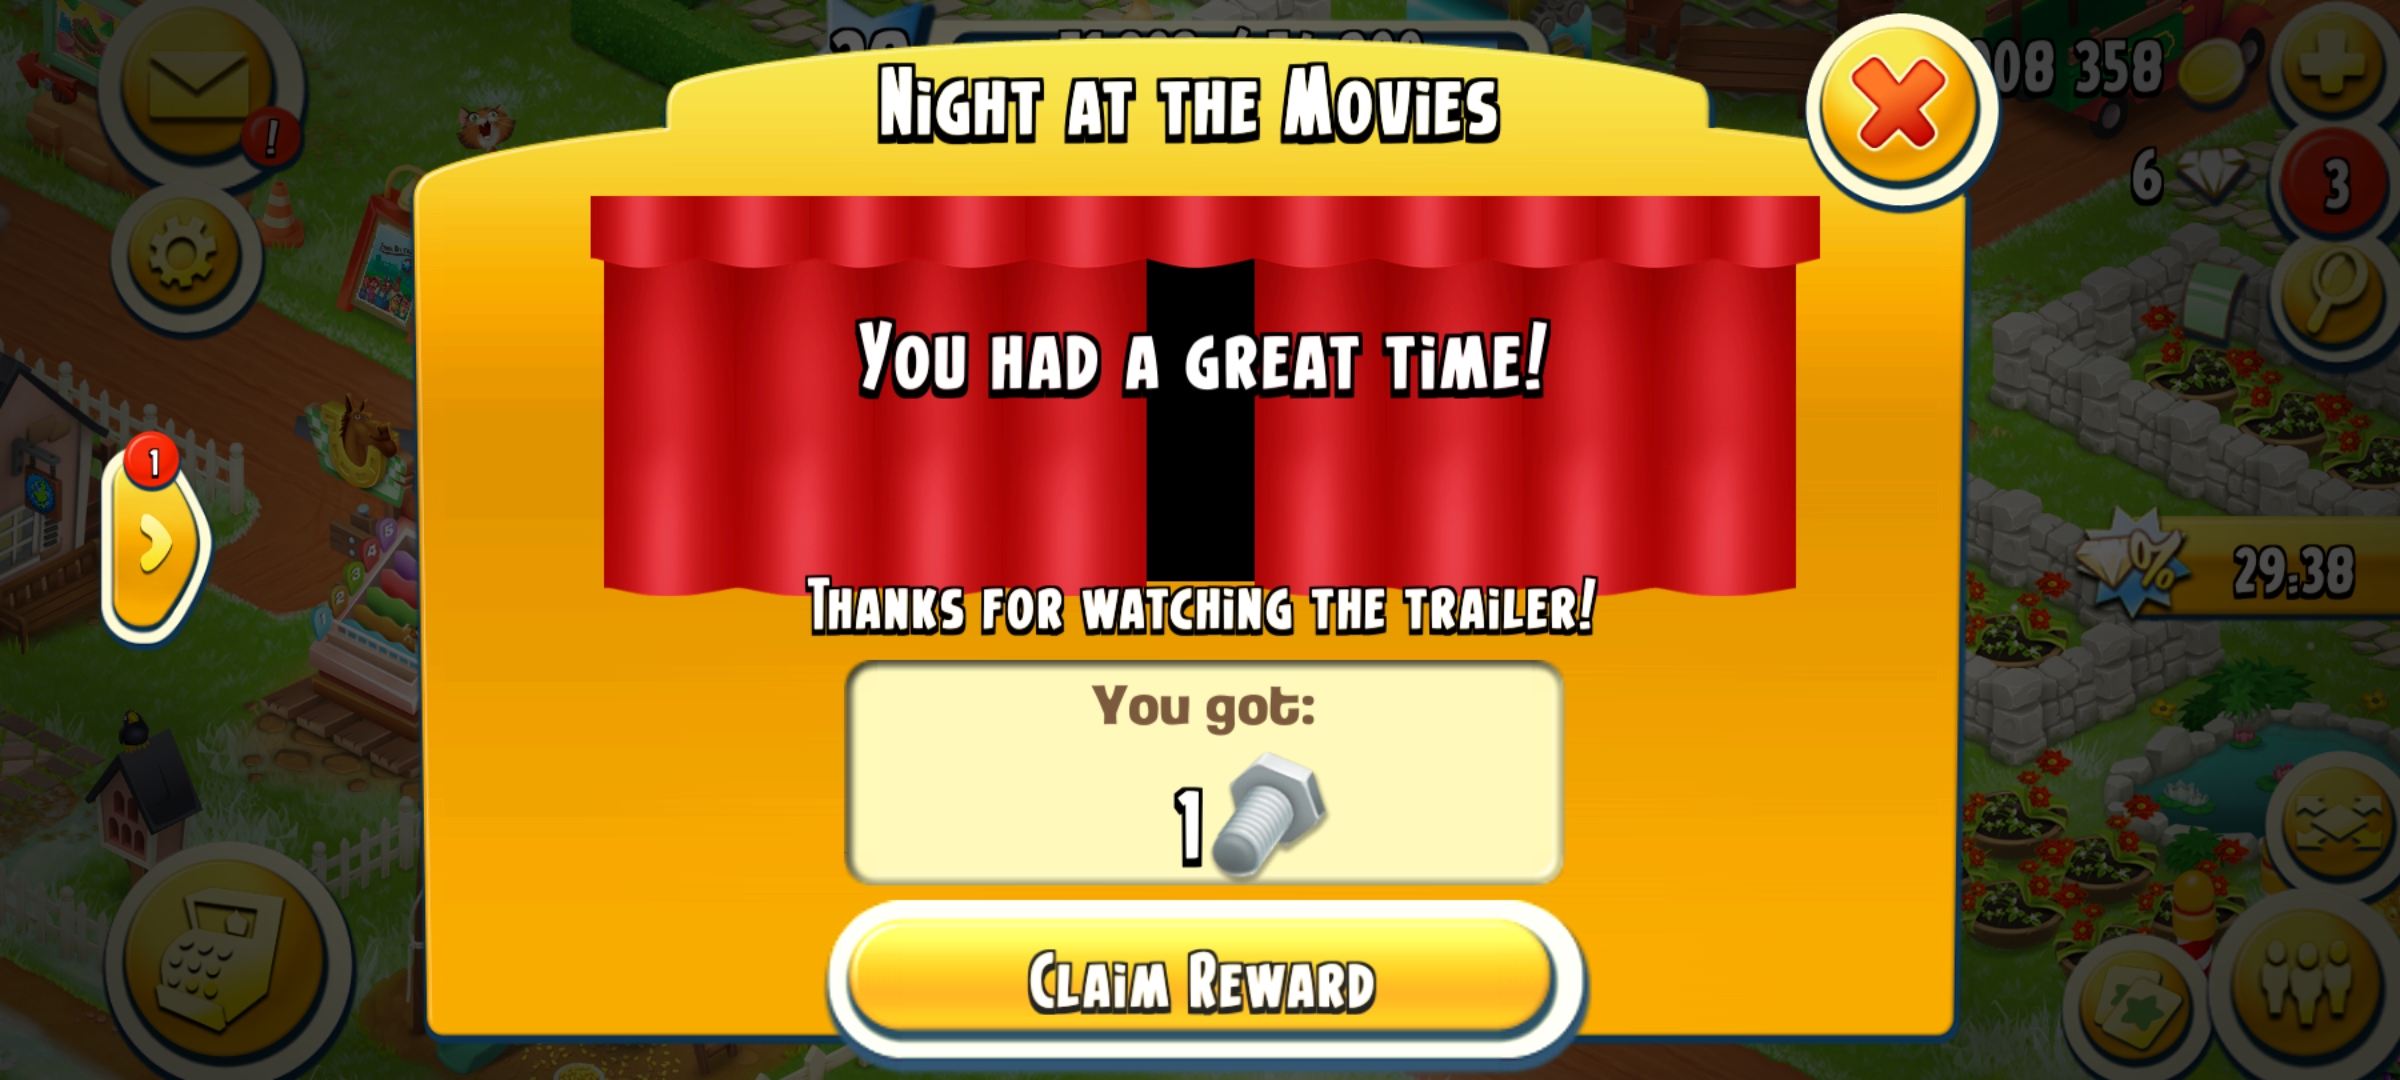 Night at the Movies
08 358
!
6
3
You had a great time!
1
29:38
%
Thanks for watching the trailer!
You got:
1
Claim Reward